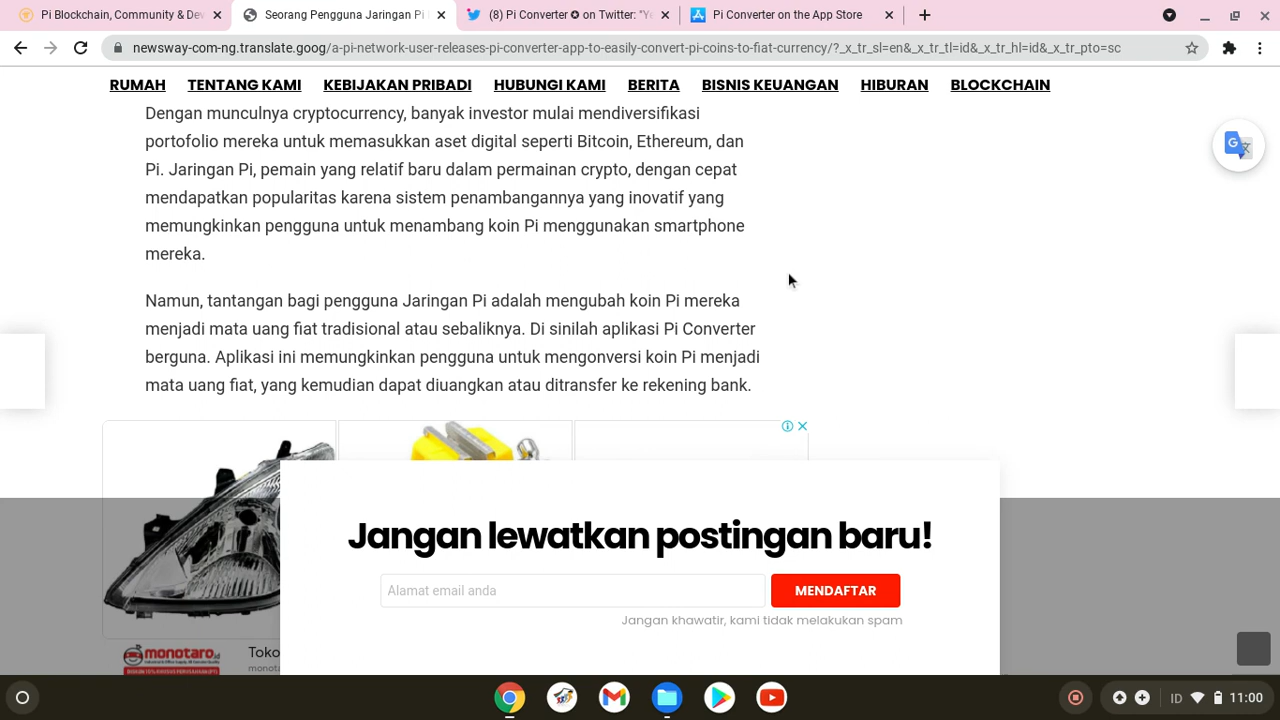 Pi Blockchain, Community & Dev
Seorang Pengguna Jaringan Pi
(8) Pi Converter ✪ on Twitter: "Ye
Pi Converter on the App Store
newsway-com-ng.translate.goog/a-pi-network-user-releases-pi-converter-app-to-easily-convert-pi-coins-to-fiat-currency/?_x_tr_sl=en&_x_tr_tl=id&_x_tr_hl=id&_x_tr_pto=sc
RUMAH TENTANG KAMI KEBIJAKAN PRIBADI HUBUNGI KAMI BERITA BISNIS KEUANGAN HIBURAN BLOCKCHAIN
Dengan munculnya cryptocurrency, banyak investor mulai mendiversifikasi
portofolio mereka untuk memasukkan aset digital seperti Bitcoin, Ethereum, dan
Pi. Jaringan Pi, pemain yang relatif baru dalam permainan crypto, dengan cepat
mendapatkan popularitas karena sistem penambangannya yang inovatif yang
memungkinkan pengguna untuk menambang koin Pi menggunakan smartphone
mereka.
Namun, tantangan bagi pengguna Jaringan Pi adalah mengubah koin Pi mereka
menjadi mata uang fiat tradisional atau sebaliknya. Di sinilah aplikasi Pi Converter
berguna. Aplikasi ini memungkinkan pengguna untuk mengonversi koin Pi menjadi
mata uang fiat, yang kemudian dapat diuangkan atau ditransfer ke rekening bank.
Jangan lewatkan postingan baru!
Alamat email anda
MENDAFTAR
Jangan khawatir, kami tidak melakukan spam
monotaro.id
Toko
monota
ID
11:00